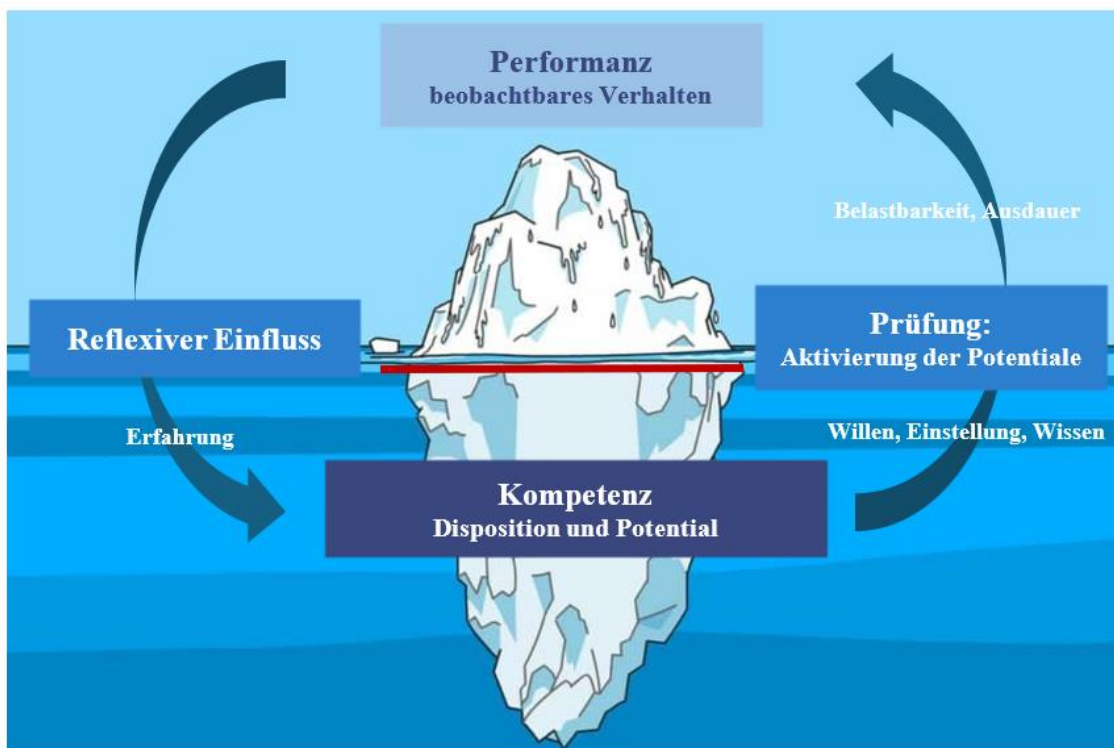 Performanz
beobachtbares Verhalten
Belastbarkeit, Ausdauer
Reflexiver Einfluss
Prüfung:
Aktivierung der Potentiale
Erfahrung
Willen, Einstellung, Wissen
Kompetenz
Disposition und Potential